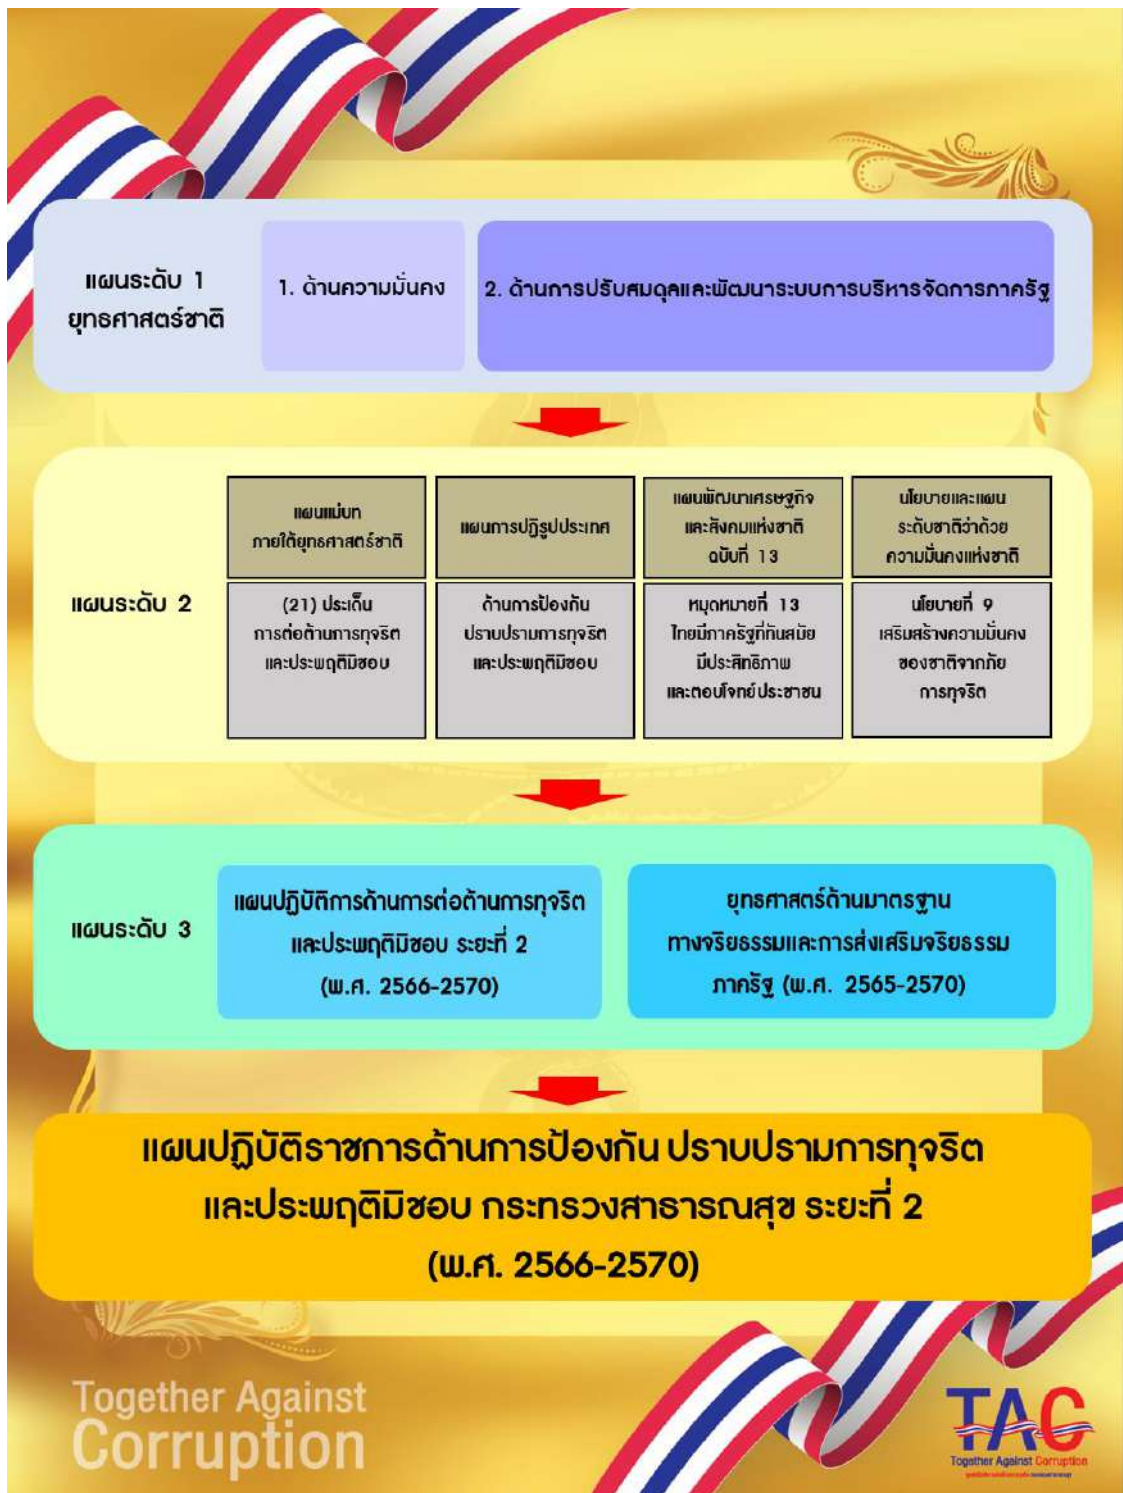 แผนระดับ 1
ยุทธศาสตร์ชาติ
1. ด้านความมั่นคง
2. ด้านการปรับสมดุลและพัฒนาระบบการบริหารจัดการภาครัฐ
แผนระดับ 2
แผนแม่บท
ภายใต้ยุทธศาสตร์ชาติ
(21) ประเด็น
การต่อต้านการทุจริต
และประพฤติมิชอบ
แผนการปฏิรูปประเทศ
ด้านการป้องกัน
ปราบปรามการทุจริต
และประพฤติมิชอบ
แผนพัฒนาเศรษฐกิจ
และสังคมแห่งชาติ
ฉบับที่ 13
หมุดหมายที่ 13
ไทยมีภาครัฐที่ทันสมัย
มีประสิทธิภาพ
และตอบโจทย์ประชาชน
นโยบายและแผน
ระดับชาติว่าด้วย
ความมั่นคงแห่งชาติ
นโยบายที่ 9
เสริมสร้างความมั่นคง
ของชาติจากภัย
การทุจริต
แผนระดับ 3
แผนปฏิบัติการด้านการต่อต้านการทุจริต
และประพฤติมิชอบ ระยะที่ 2
(พ.ศ. 2566-2570)
ยุทธศาสตร์ด้านมาตรฐาน
ทางจริยธรรมและการส่งเสริมจริยธรรม
ภาครัฐ (พ.ศ. 2565-2570)
แผนปฏิบัติราชการด้านการป้องกัน ปราบปรามการทุจริต
และประพฤติมิชอบ กระทรวงสาธารณสุข ระยะที่ 2
(พ.ศ. 2566-2570)
Together Against
Corruption
TAC
Together Against Corruption